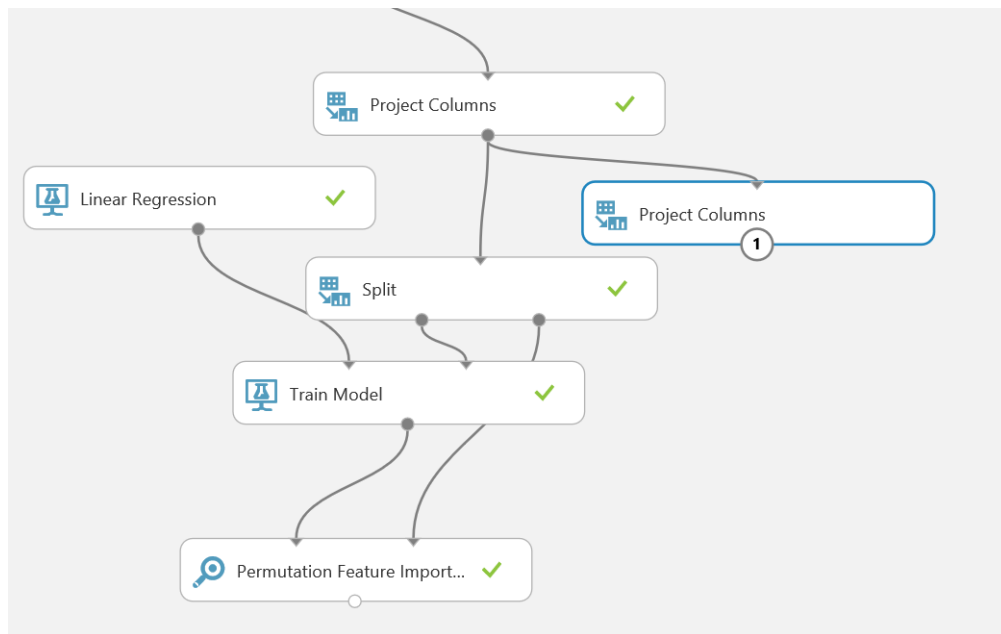 Project Columns
Linear Regression
Project Columns
1
Split
Train Model
Permutation Feature Import...